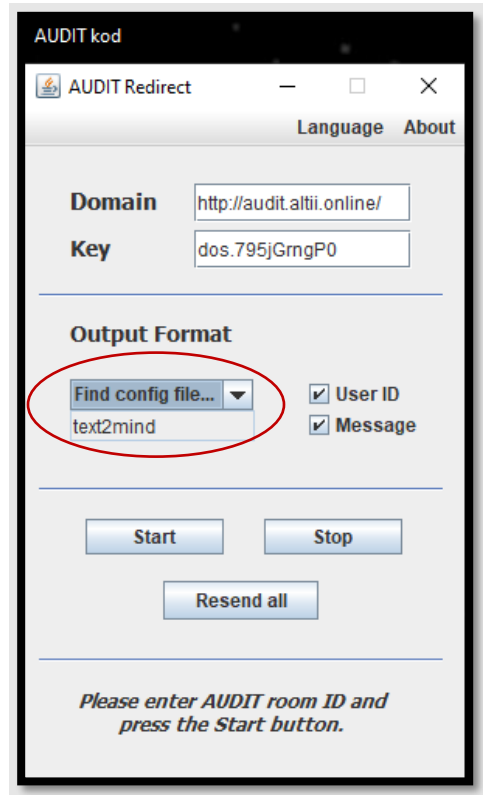 AUDIT kod
AUDIT Redirect
Language About
Domain http://audit.altii.online/
Key dos.795jGrngP0
Output Format
Find config file... User ID
text2mind Message
Start Stop
Resend all
Please enter AUDIT room ID and
press the Start button.